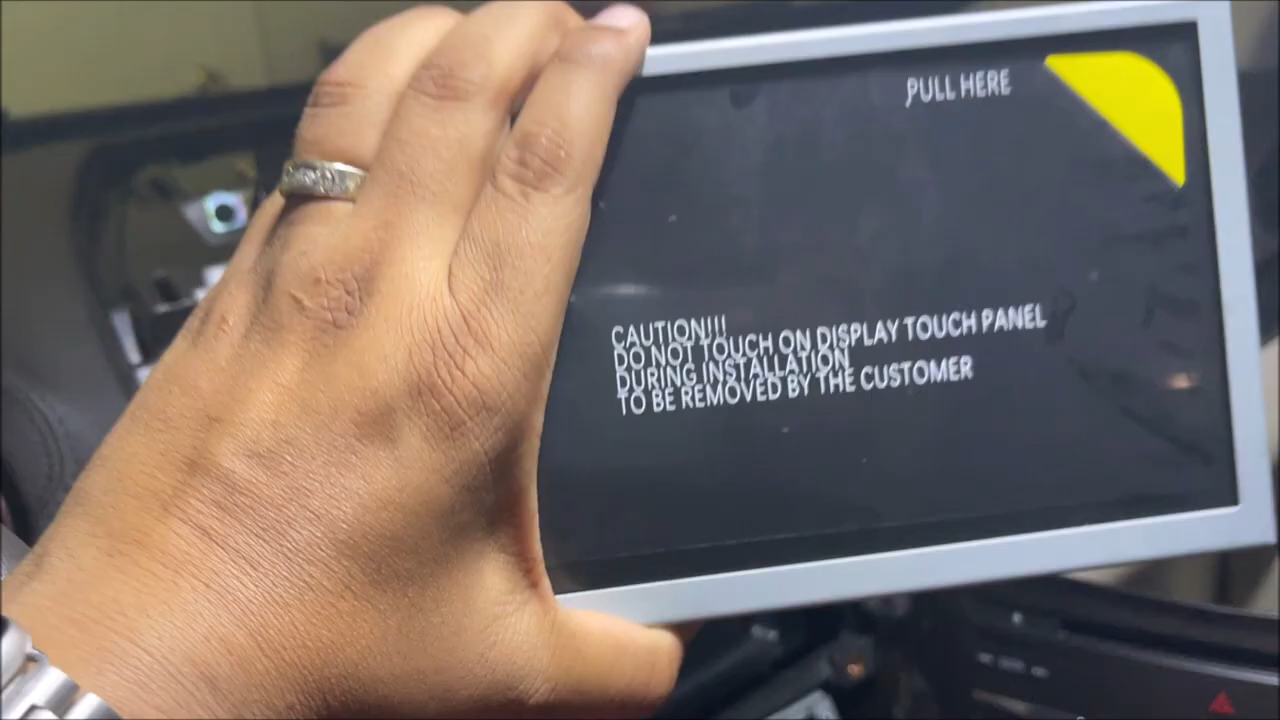 PULL HERE
CAUTION!!!
DO NOT TOUCH ON DISPLAY TOUCH PANEL
DURING INSTALLATION
TO BE REMOVED BY THE CUSTOMER